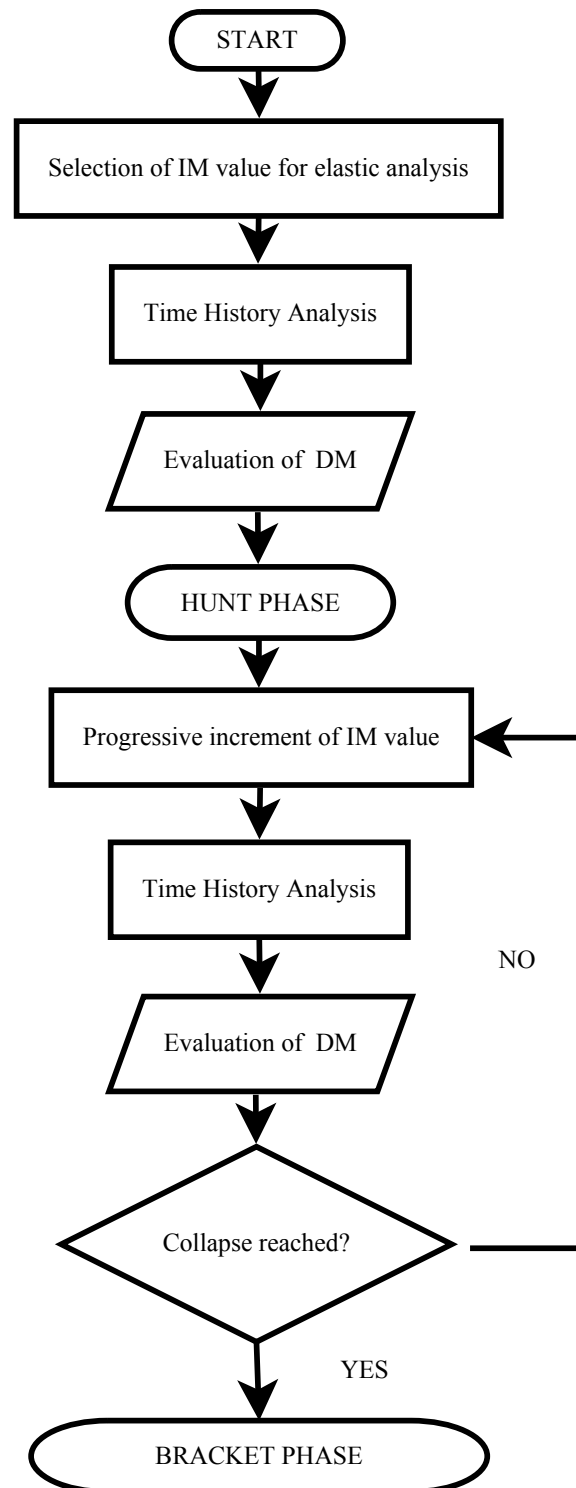 START
Selection of IM value for elastic analysis
Time History Analysis
Evaluation of  DM
HUNT PHASE
Progressive increment of IM value
Time History Analysis
NO
Evaluation of  DM
Collapse reached?
YES
BRACKET PHASE